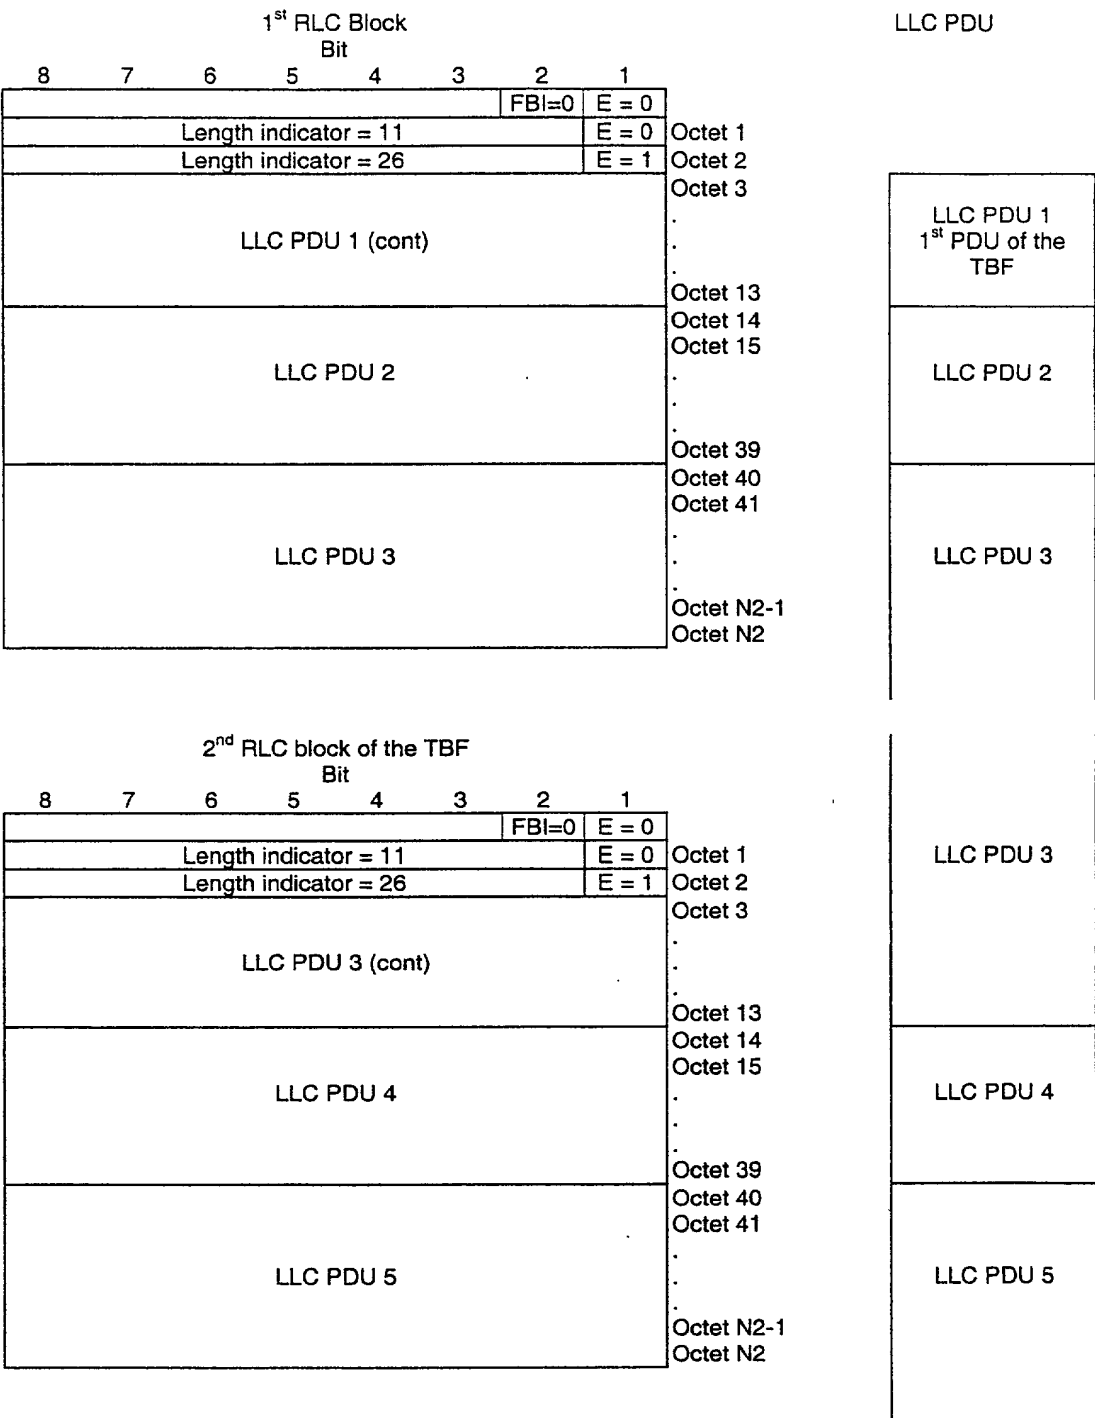 1st RLC Block
LLC PDU
Bit
8 7 6 5 4 3 2 1
FBI=0 E = 0
Length indicator = 11 E = 0 Octet 1
Length indicator = 26 E = 1 Octet 2
Octet 3
LLC PDU 1 (cont)
.
.
.
Octet 13
LLC PDU 1
1st PDU of the
TBF
Octet 14
Octet 15
LLC PDU 2
.
.
.
Octet 39
LLC PDU 2
Octet 40
Octet 41
LLC PDU 3
.
.
.
Octet N2-1
Octet N2
LLC PDU 3
2nd RLC block of the TBF
Bit
8 7 6 5 4 3 2 1
FBI=0 E = 0
Length indicator = 11 E = 0 Octet 1
Length indicator = 26 E = 1 Octet 2
LLC PDU 3
Octet 3
LLC PDU 3 (cont)
.
.
.
Octet 13
Octet 14
Octet 15
LLC PDU 4
.
.
.
Octet 39
LLC PDU 4
Octet 40
Octet 41
LLC PDU 5
.
.
.
Octet N2-1
Octet N2
LLC PDU 5